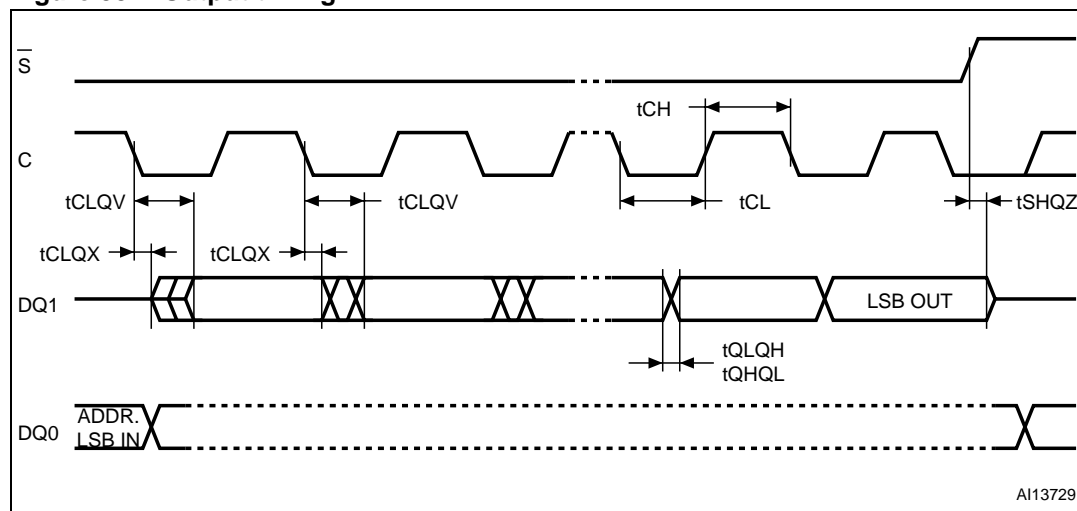 S
tCH
C
tCLQV
tCLQV
tCL
tSHQZ
tCLQX
tCLQX
DQ1
LSB OUT
tQLQH
tQHQL
ADDR.
DQ0
LSB IN
AI13729